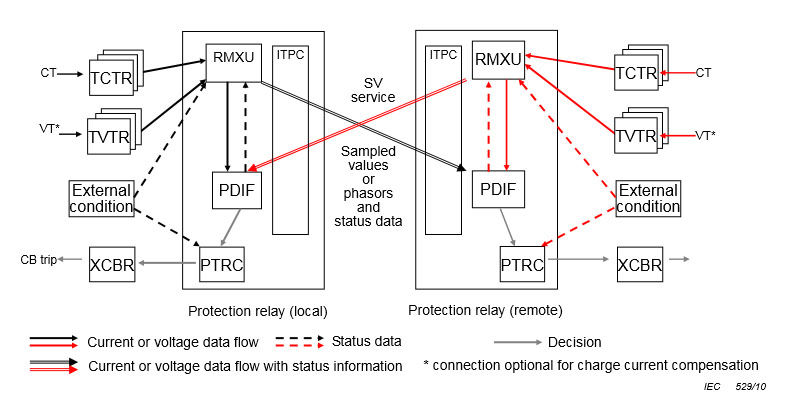 RMXU
ITPC
ITPC
RMXU
CT
TCTR
SV
service
TCTR
CT
VT*
TVTR
TVTR
VT*
Sampled
values
or
phasors
and
status data
External
condition
PDIF
PDIF
External
condition
CB trip
XCBR
PTRC
PTRC
XCBR
Protection relay (local)
Protection relay (remote)
Current or voltage data flow
Status data
Decision
Current or voltage data flow with status information
* connection optional for charge current compensation
IEC 529/10